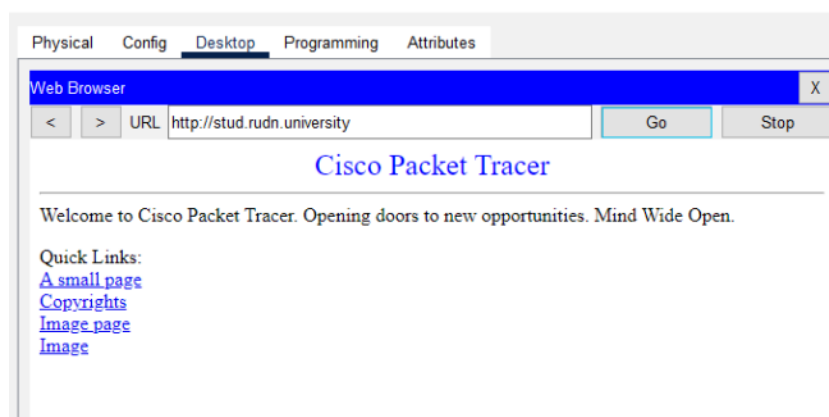 Physical Config Desktop Programming Attributes
Web Browser X
< > URL http://stud.rudn.university Go Stop
Cisco Packet Tracer
Welcome to Cisco Packet Tracer. Opening doors to new opportunities. Mind Wide Open.
Quick Links:
A small page
Copyrights
Image page
Image